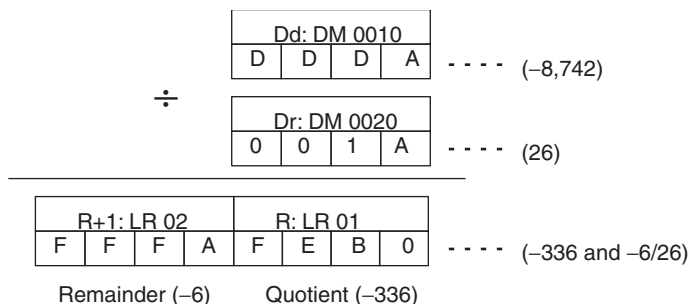 Dd: DM 0010
D D D A - - - - (−8,742)
÷
Dr: DM 0020
0 0 1 A - - - - (26)
R+1: LR 02 R: LR 01
F F F A F E B 0 - - - - (−336 and −6/26)
Remainder (−6) Quotient (−336)